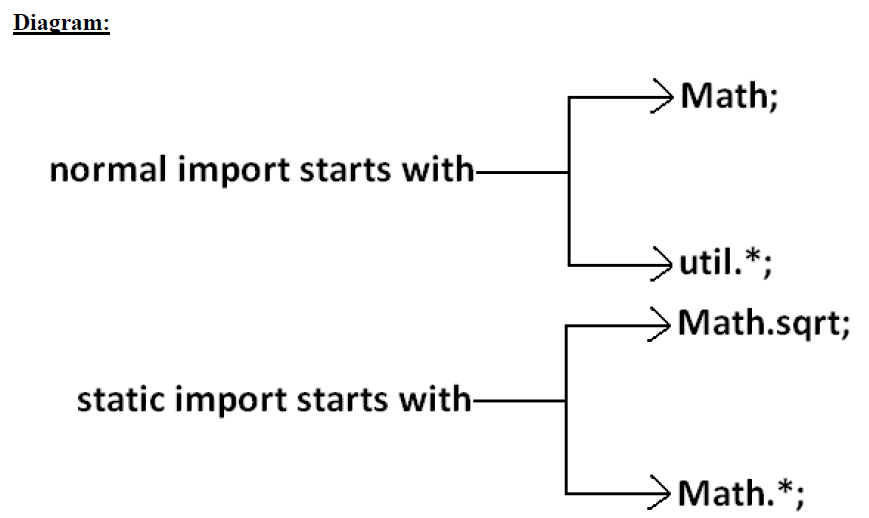 Diagram:
Math;
normal import starts with
util.*;
Math.sqrt;
static import starts with
Math.*;